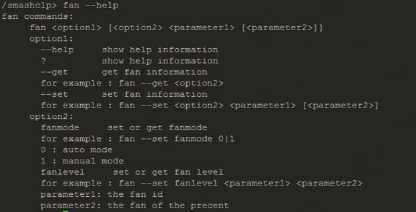 /smashclp> fan --help
fan commands:
fan <option1> [<option2> <parameter1> [<parameter2>]]
option1:
--help show help information
? show help information
--get get fan information
for example : fan --get <option2>
--set set fan information
for example : fan --set <option2> <parameter1> [<parameter2>]
option2:
fanmode set or get fanmode
for example : fan --set fanmode 0|1
0 : auto mode
1 : manual mode
fanlevel set or get fan level
for example : fan --set fanlevel <parameter1> <parameter2>
parameter1: the fan id
parameter2: the fan of the precent